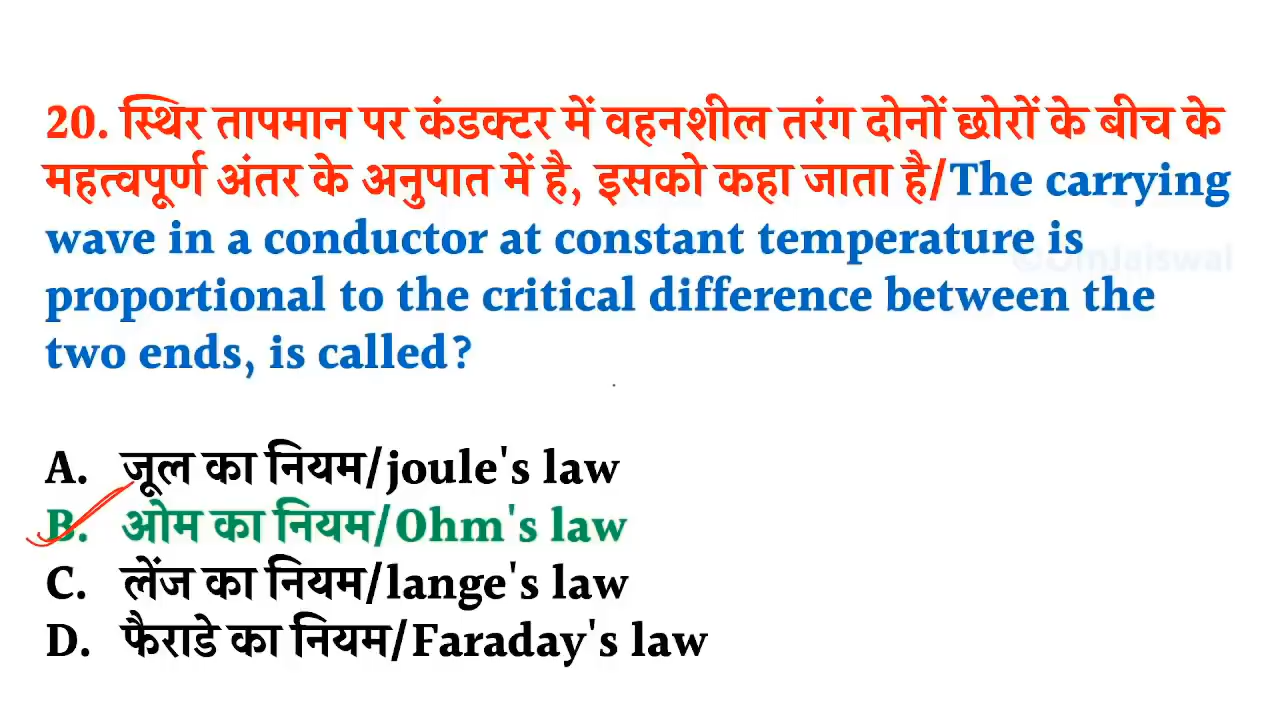 20. स्थिर तापमान पर कंडक्टर में वहनशील तरंग दोनों छोरों के बीच के
महत्वपूर्ण अंतर के अनुपात में है, इसको कहा जाता है/The carrying
wave in a conductor at constant temperature is
©OmJaiswal
proportional to the critical difference between the
two ends, is called?
A. जूल का नियम/joule's law
B. ओम का नियम/Ohm's law
C. लेंज का नियम/lange's law
D. फैराडे का नियम/Faraday's law